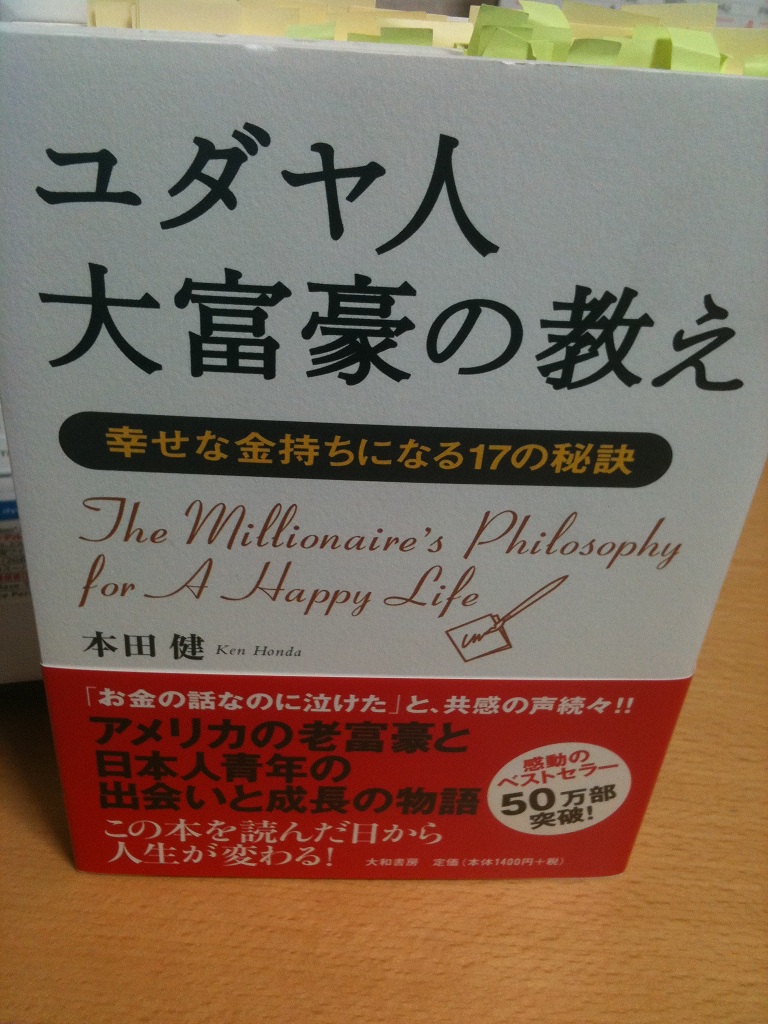 ユダヤ人
大富豪の教え
幸せな金持ちになる17の秘訣
The Millionaire's Philosophy
for A Happy Life
本田 健 Ken Honda
「お金の話なのに泣けた」と、共感の声続々!!
アメリカの老富豪と
日本人青年の
出会いと成長の物語
感動の
ベストセラー
50万部
突破!
この本を読んだ日から
人生が変わる!
大和書房 定価(本体1400円+税)